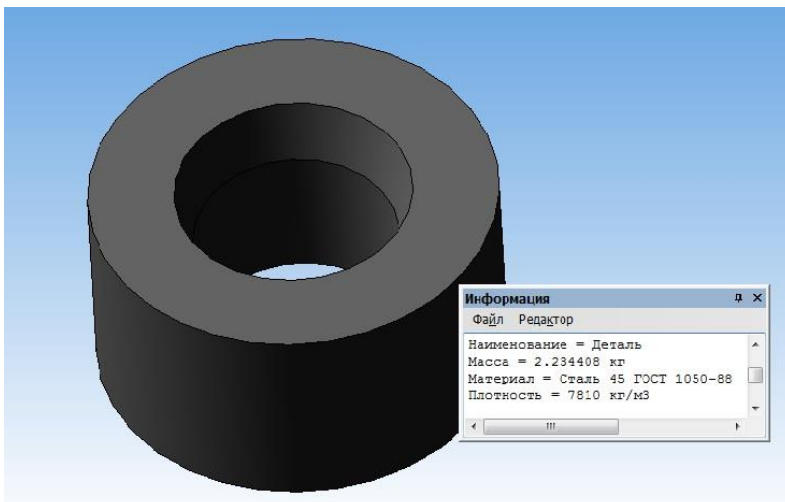 Информация
Файл Редактор
Наименование = Деталь
Масса = 2.234408 кг
Материал = Сталь 45 ГОСТ 1050-88
Плотность = 7810 кг/м3